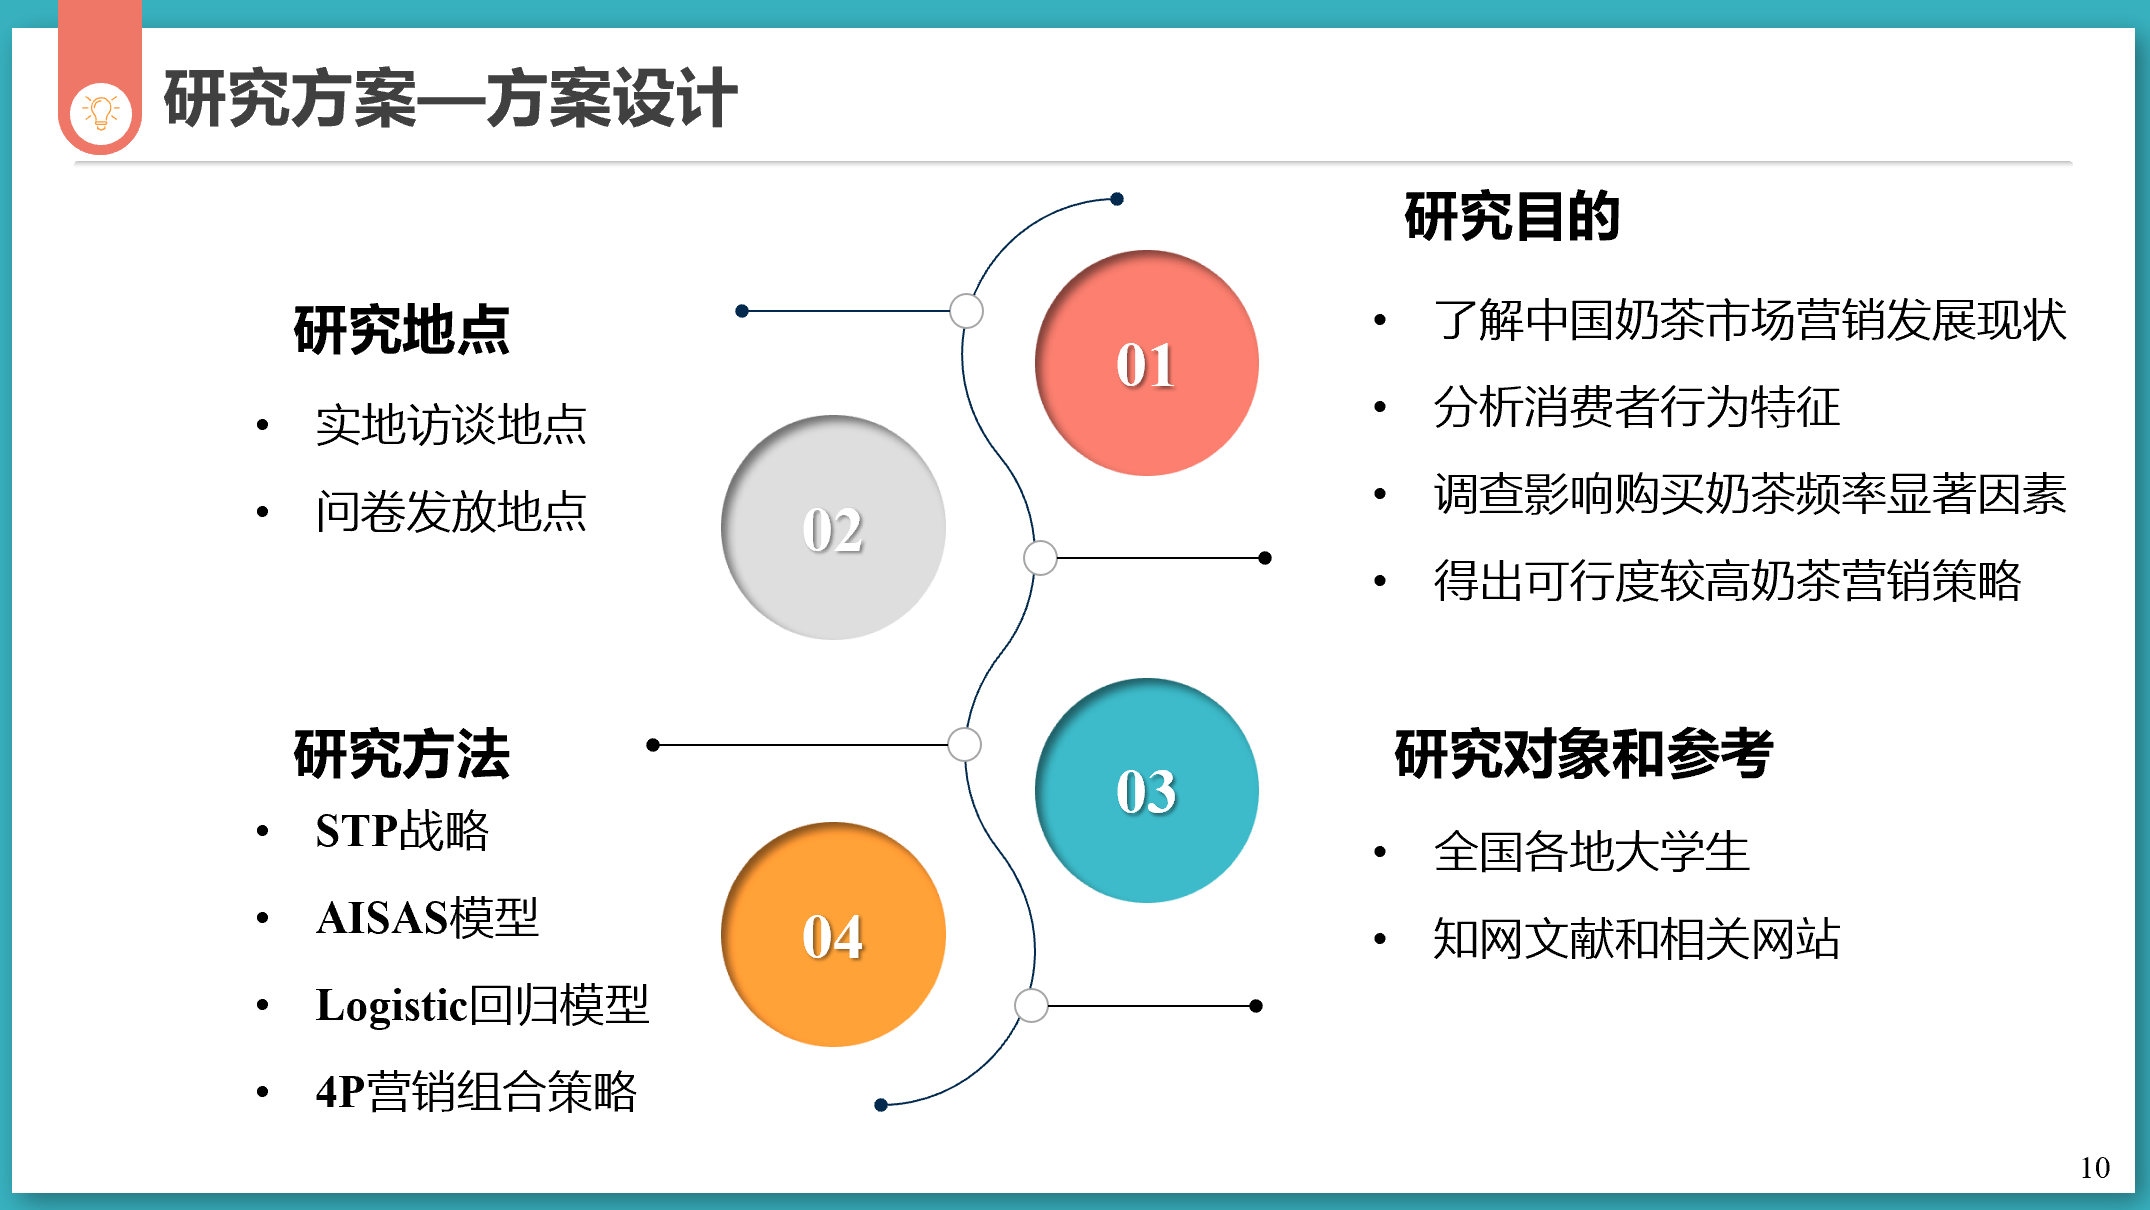 研究方案—方案设计
研究目的
01
• 了解中国奶茶市场营销发展现状
• 分析消费者行为特征
• 调查影响购买奶茶频率显著因素
• 得出可行度较高奶茶营销策略
研究地点
02
• 实地访谈地点
• 问卷发放地点
研究对象和参考
03
• 全国各地大学生
• 知网文献和相关网站
研究方法
04
• STP战略
• AISAS模型
• Logistic回归模型
• 4P营销组合策略
10